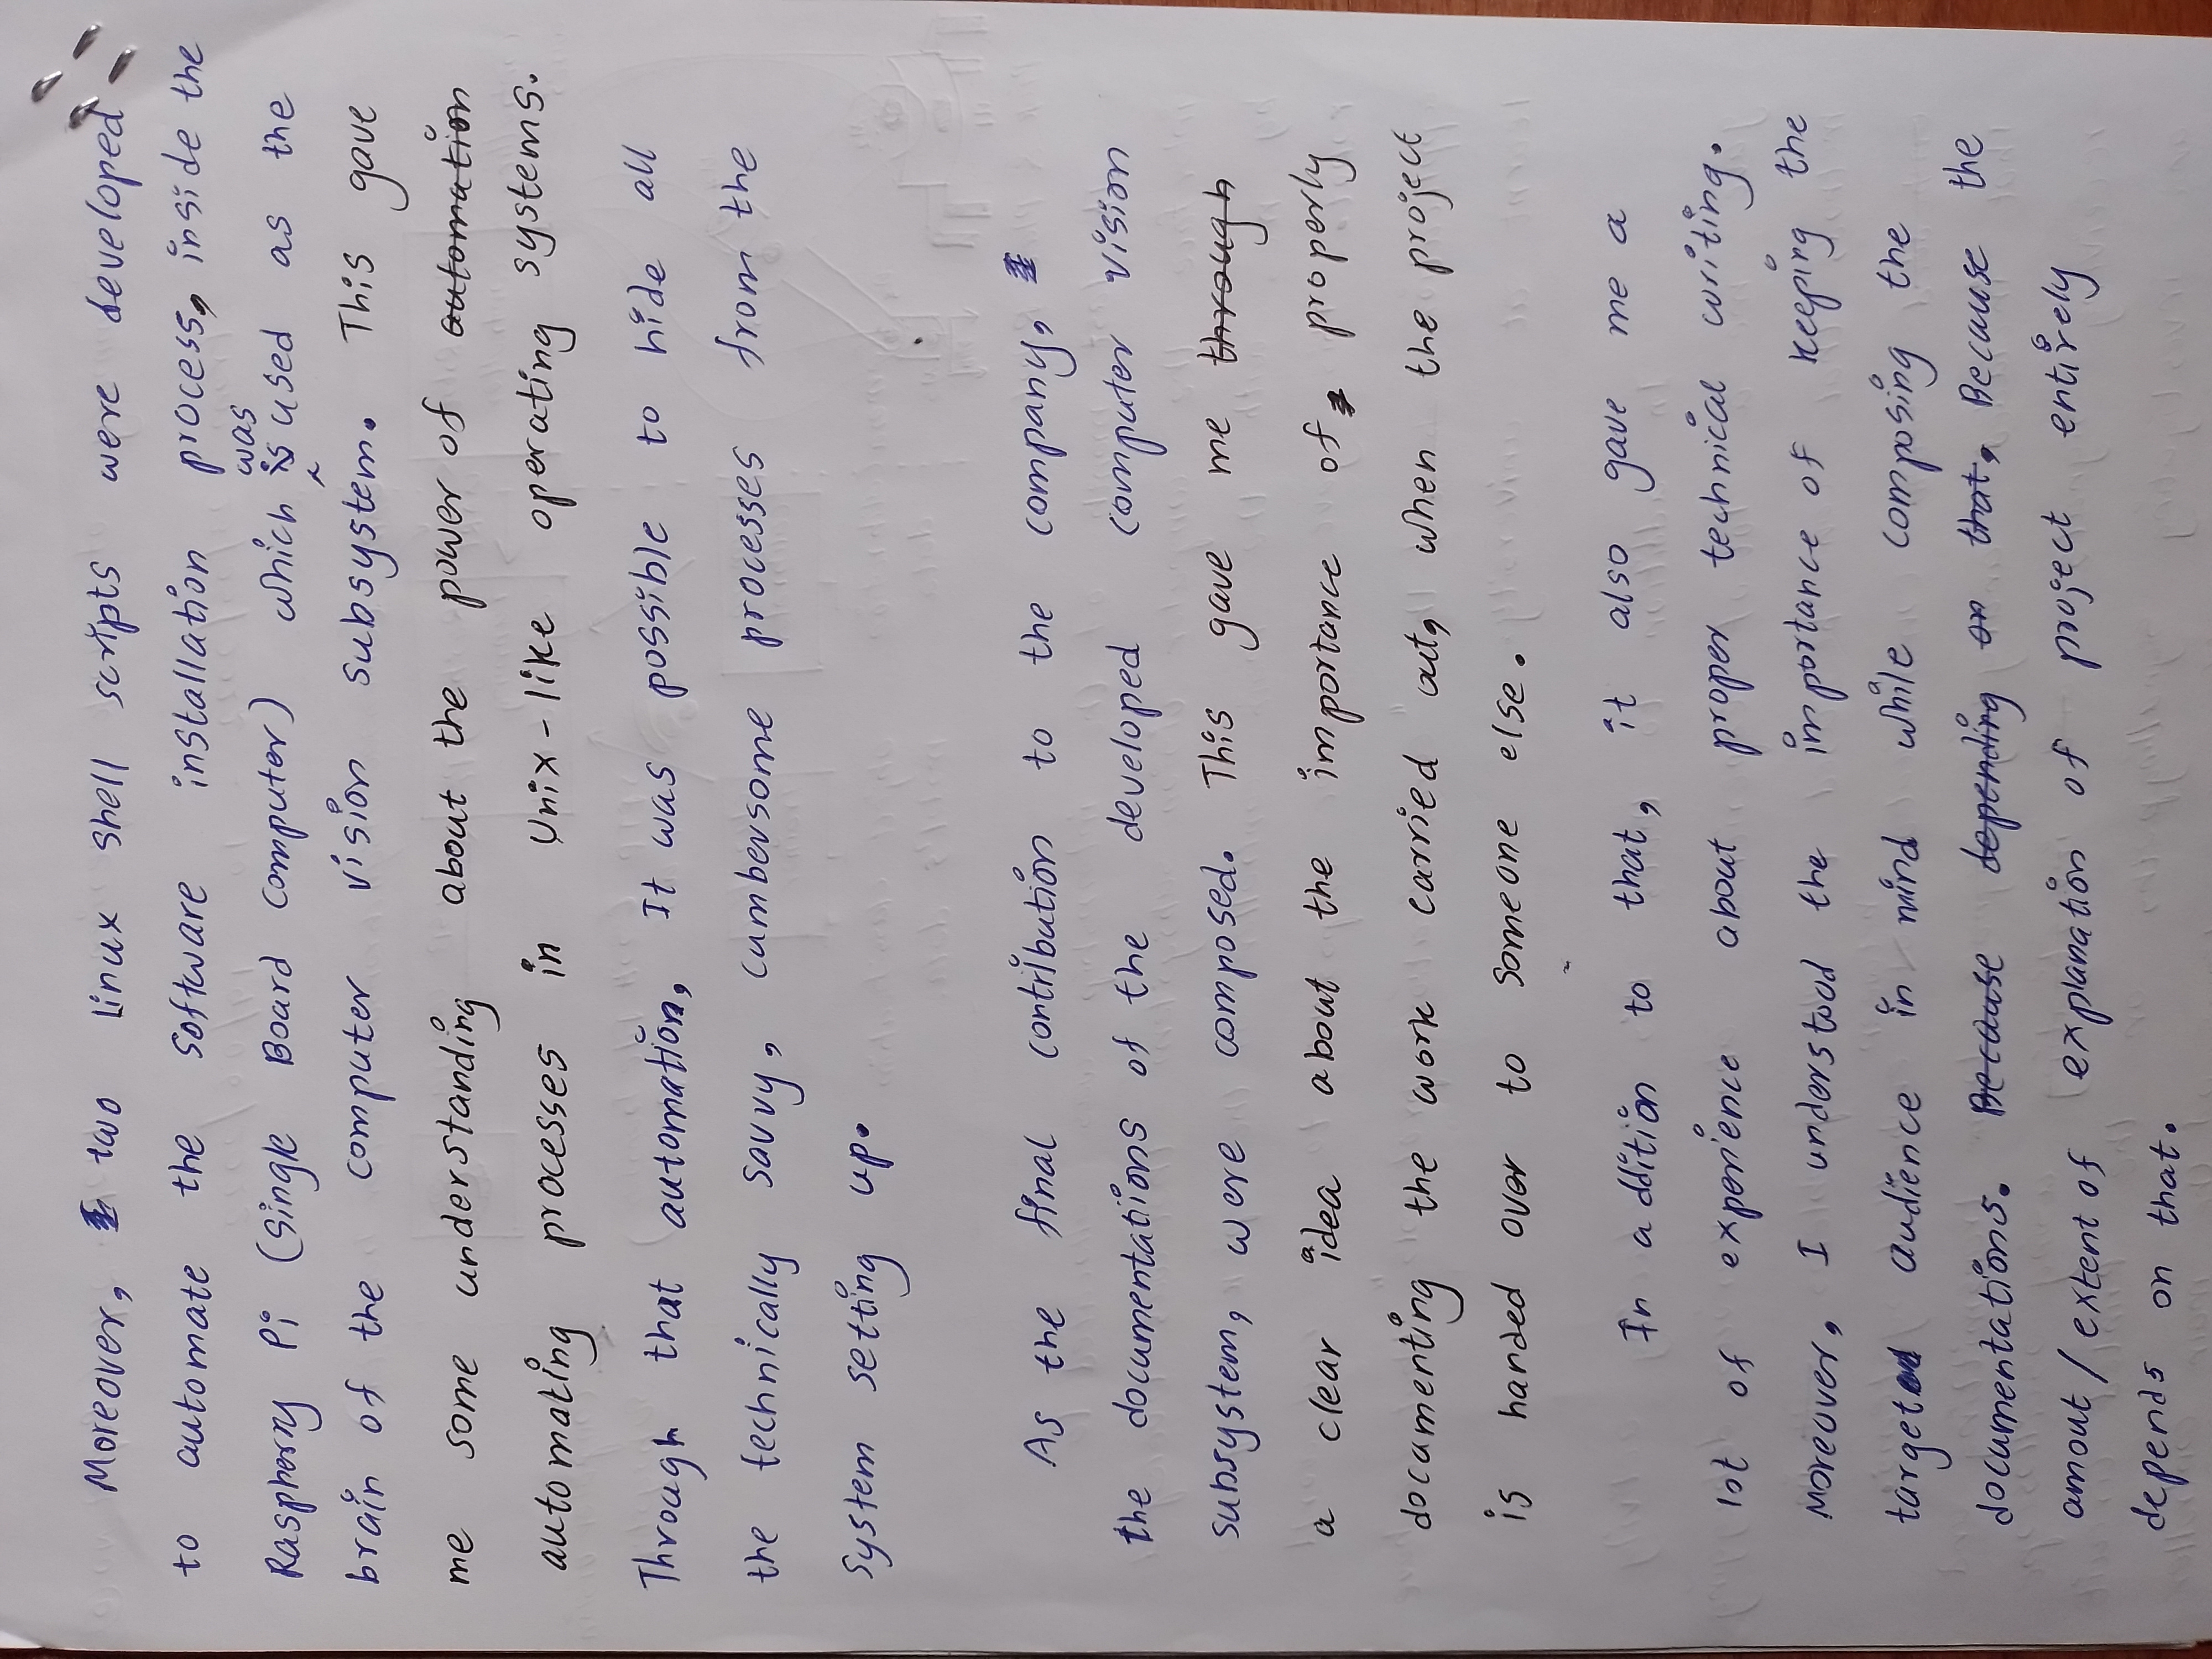 Moreover, two Linux shell scripts were developed
to automate the software installation process, inside the
was
Raspberry Pi (Single Board Computer) which is used as the
brain of the computer vision subsystem. This gave
me some understanding about the power of automation
automating processes in Unix-like operating systems.
Through that automation, It was possible to hide all
the technically savvy, cumbersome processes from the
system setting up.
As the final contribution to the company,
the documentations of the developed computer vision
subsystem, were composed. This gave me through
a clear idea about the importance of properly
documenting the work carried out, when the project
is handed over to someone else.
In addition to that, it also gave me a
lot of experience about proper technical writing.
Moreover, I understood the importance of keeping the
targeted audience in mind while composing the
documentations. Because depending on that, Because the
amout / extent of explanation of project entirely
depends on that.